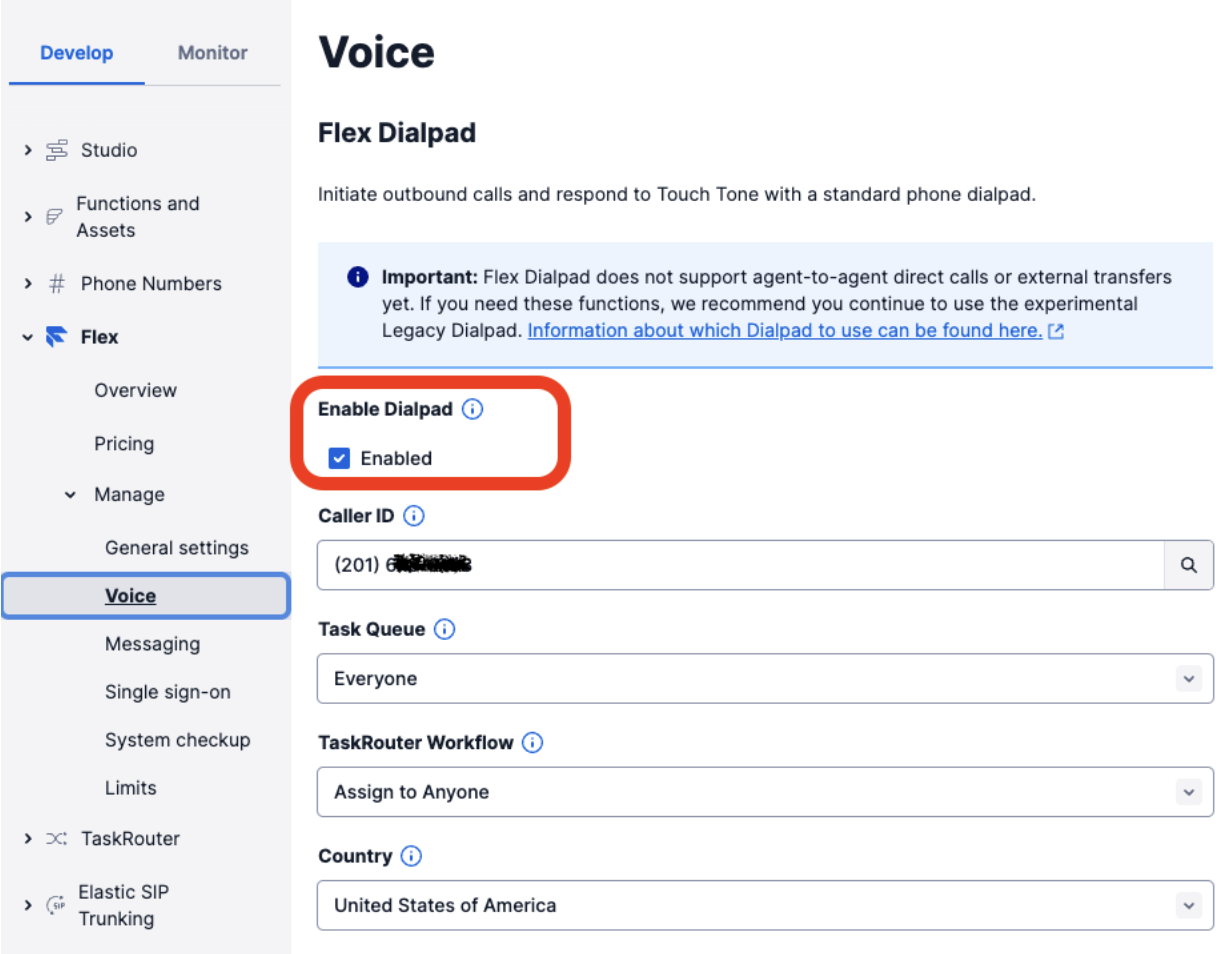 Develop
Monitor
Studio
Functions and
Assets
Phone Numbers
Flex
Overview
Pricing
Manage
General settings
Voice
Messaging
Single sign-on
System checkup
Limits
TaskRouter
Elastic SIP
Trunking
Voice
Flex Dialpad
Initiate outbound calls and respond to Touch Tone with a standard phone dialpad.
Important: Flex Dialpad does not support agent-to-agent direct calls or external transfers
yet. If you need these functions, we recommend you continue to use the experimental
Legacy Dialpad. Information about which Dialpad to use can be found here.
Enable Dialpad
Enabled
Caller ID
(201)
Task Queue
Everyone
TaskRouter Workflow
Assign to Anyone
Country
United States of America